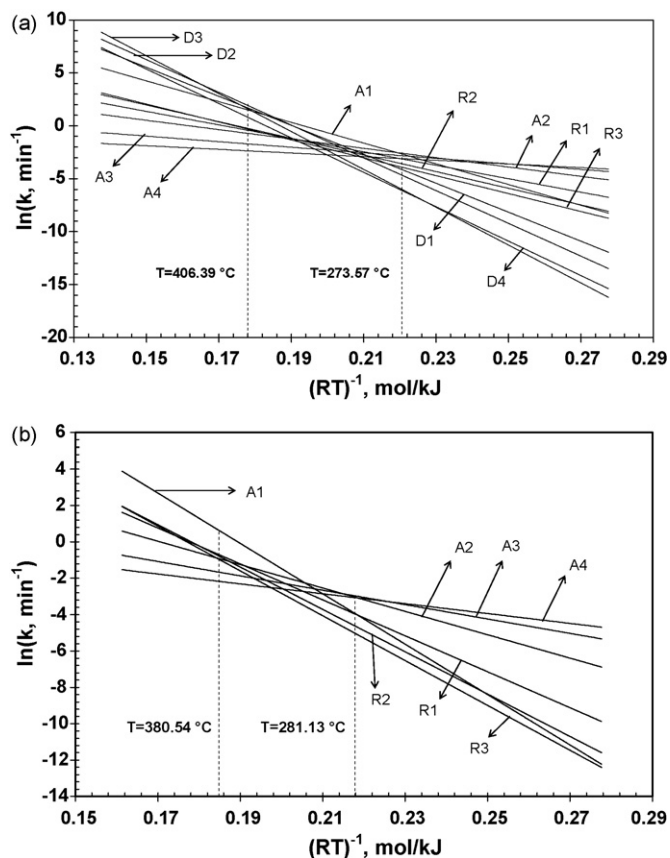 (a)
10
5
0
-5
-10
-15
-20
ln(k, min⁻¹)
D3
D2
A1
R2
A2
R1
R3
A3
A4
D1
D4
T=406.39 °C
T=273.57 °C
0.13
0.15
0.17
0.19
0.21
0.23
0.25
0.27
0.29
(RT)⁻¹, mol/kJ
(b)
6
4
2
0
-2
-4
-6
-8
-10
-12
-14
ln(k, min⁻¹)
A1
A2
A3
A4
R2
R1
R3
T=380.54 °C
T=281.13 °C
0.15
0.17
0.19
0.21
0.23
0.25
0.27
0.29
(RT)⁻¹, mol/kJ